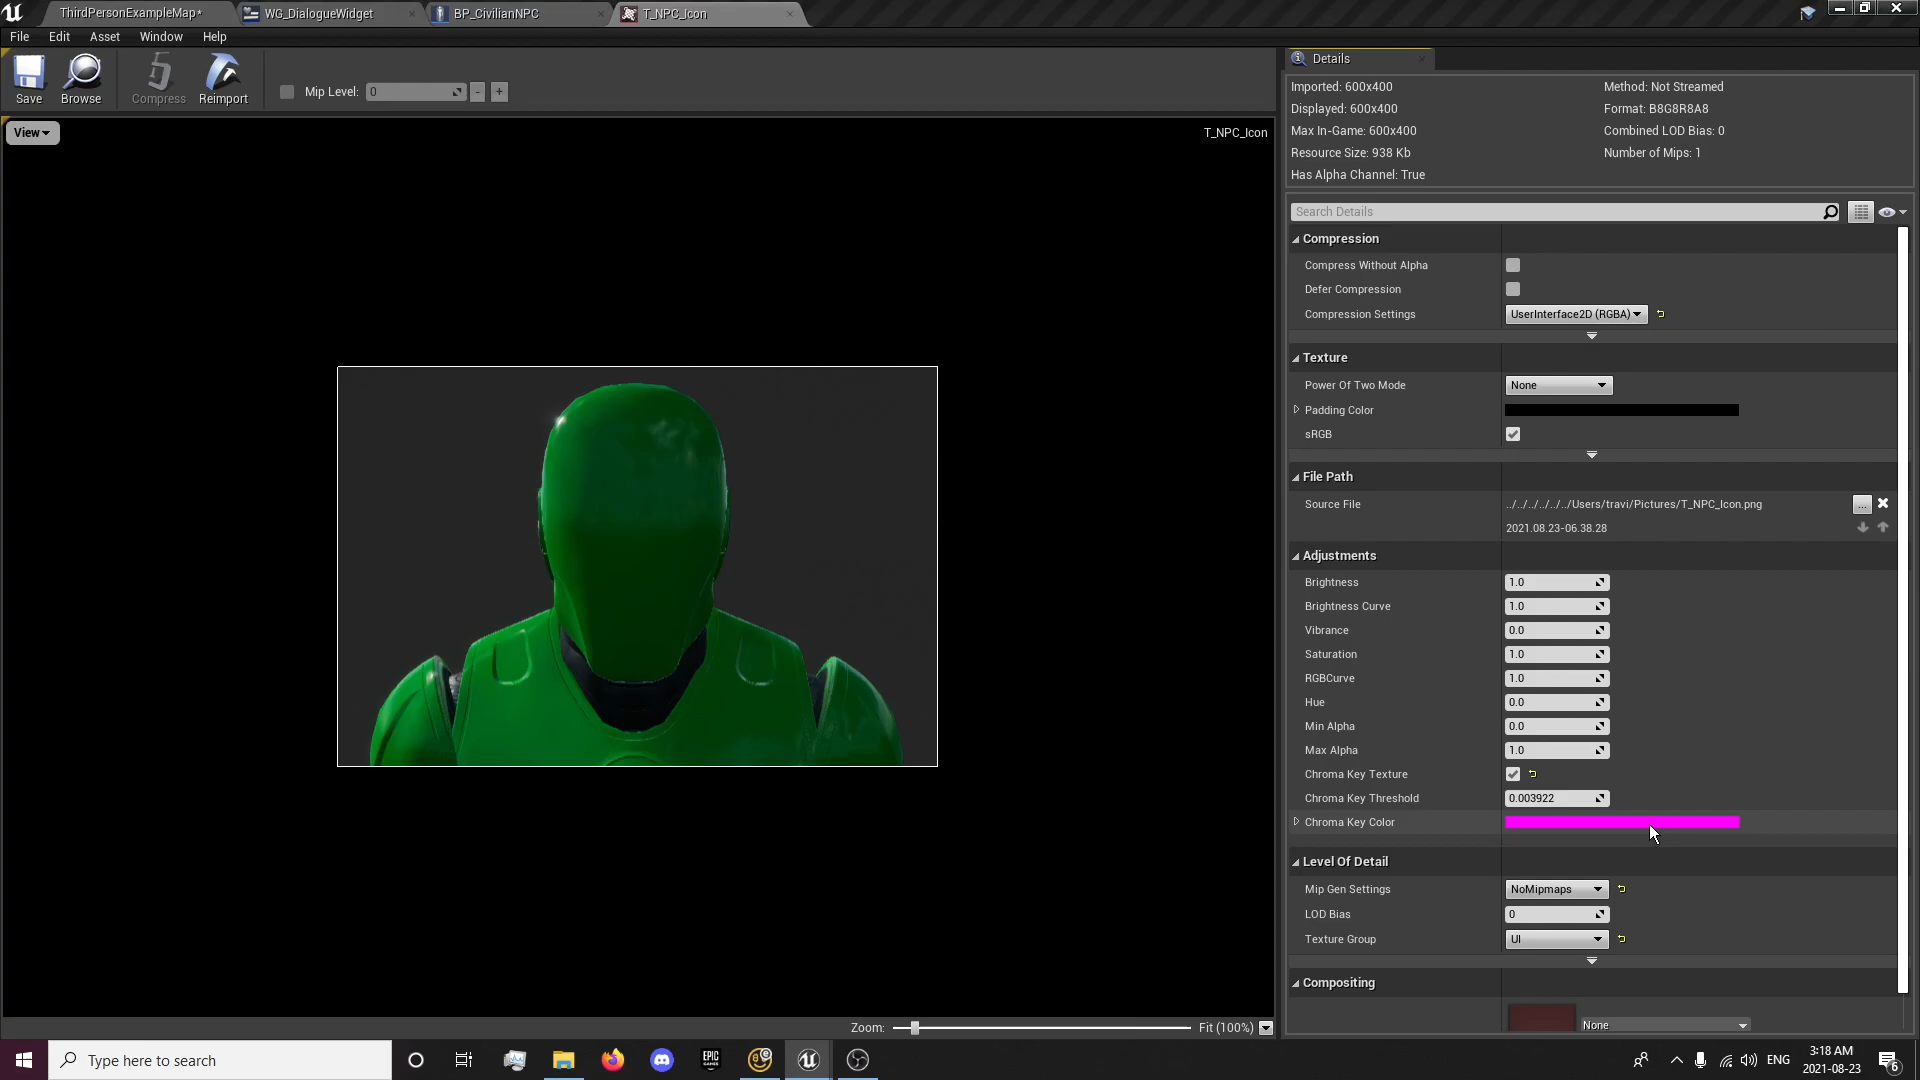 ThirdPersonExampleMap*
WG_DialogueWidget
BP_CivilianNPC
T_NPC_Icon
File Edit Asset Window Help
Save Browse Compress Reimport
Mip Level: 0 - +
View
T_NPC_Icon
Zoom: Fit (100%)
Details
Imported: 600x400 Method: Not Streamed
Displayed: 600x400 Format: B8G8R8A8
Max In-Game: 600x400 Combined LOD Bias: 0
Resource Size: 938 Kb Number of Mips: 1
Has Alpha Channel: True
Search Details
Compression
Compress Without Alpha
Defer Compression
Compression Settings UserInterface2D (RGBA)
Texture
Power Of Two Mode None
Padding Color
sRGB
File Path
Source File ../../../../../../Users/travi/Pictures/T_NPC_Icon.png ...
2021.08.23-06.38.28
Adjustments
Brightness 1.0
Brightness Curve 1.0
Vibrance 0.0
Saturation 1.0
RGBCurve 1.0
Hue 0.0
Min Alpha 0.0
Max Alpha 1.0
Chroma Key Texture
Chroma Key Threshold 0.003922
Chroma Key Color
Level Of Detail
Mip Gen Settings NoMipmaps
LOD Bias 0
Texture Group UI
Compositing
None
Type here to search
EPIC
GAMES
ENG
3:18 AM
2021-08-23
6